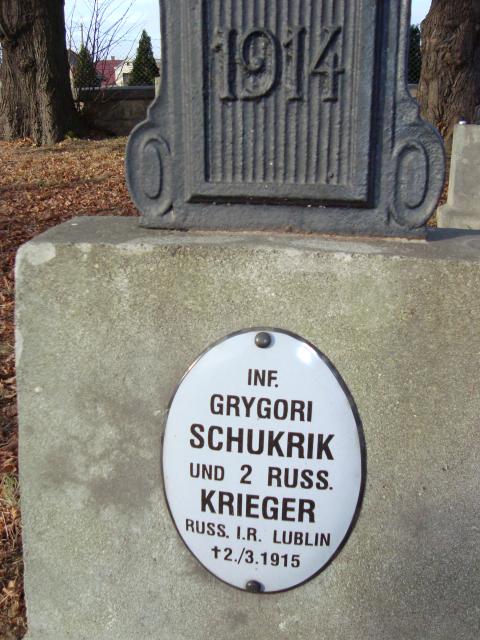 1914
INF.
GRYGORI
SCHUKRIK
UND 2 RUSS.
KRIEGER
RUSS. I.R. LUBLIN
†2./3.1915